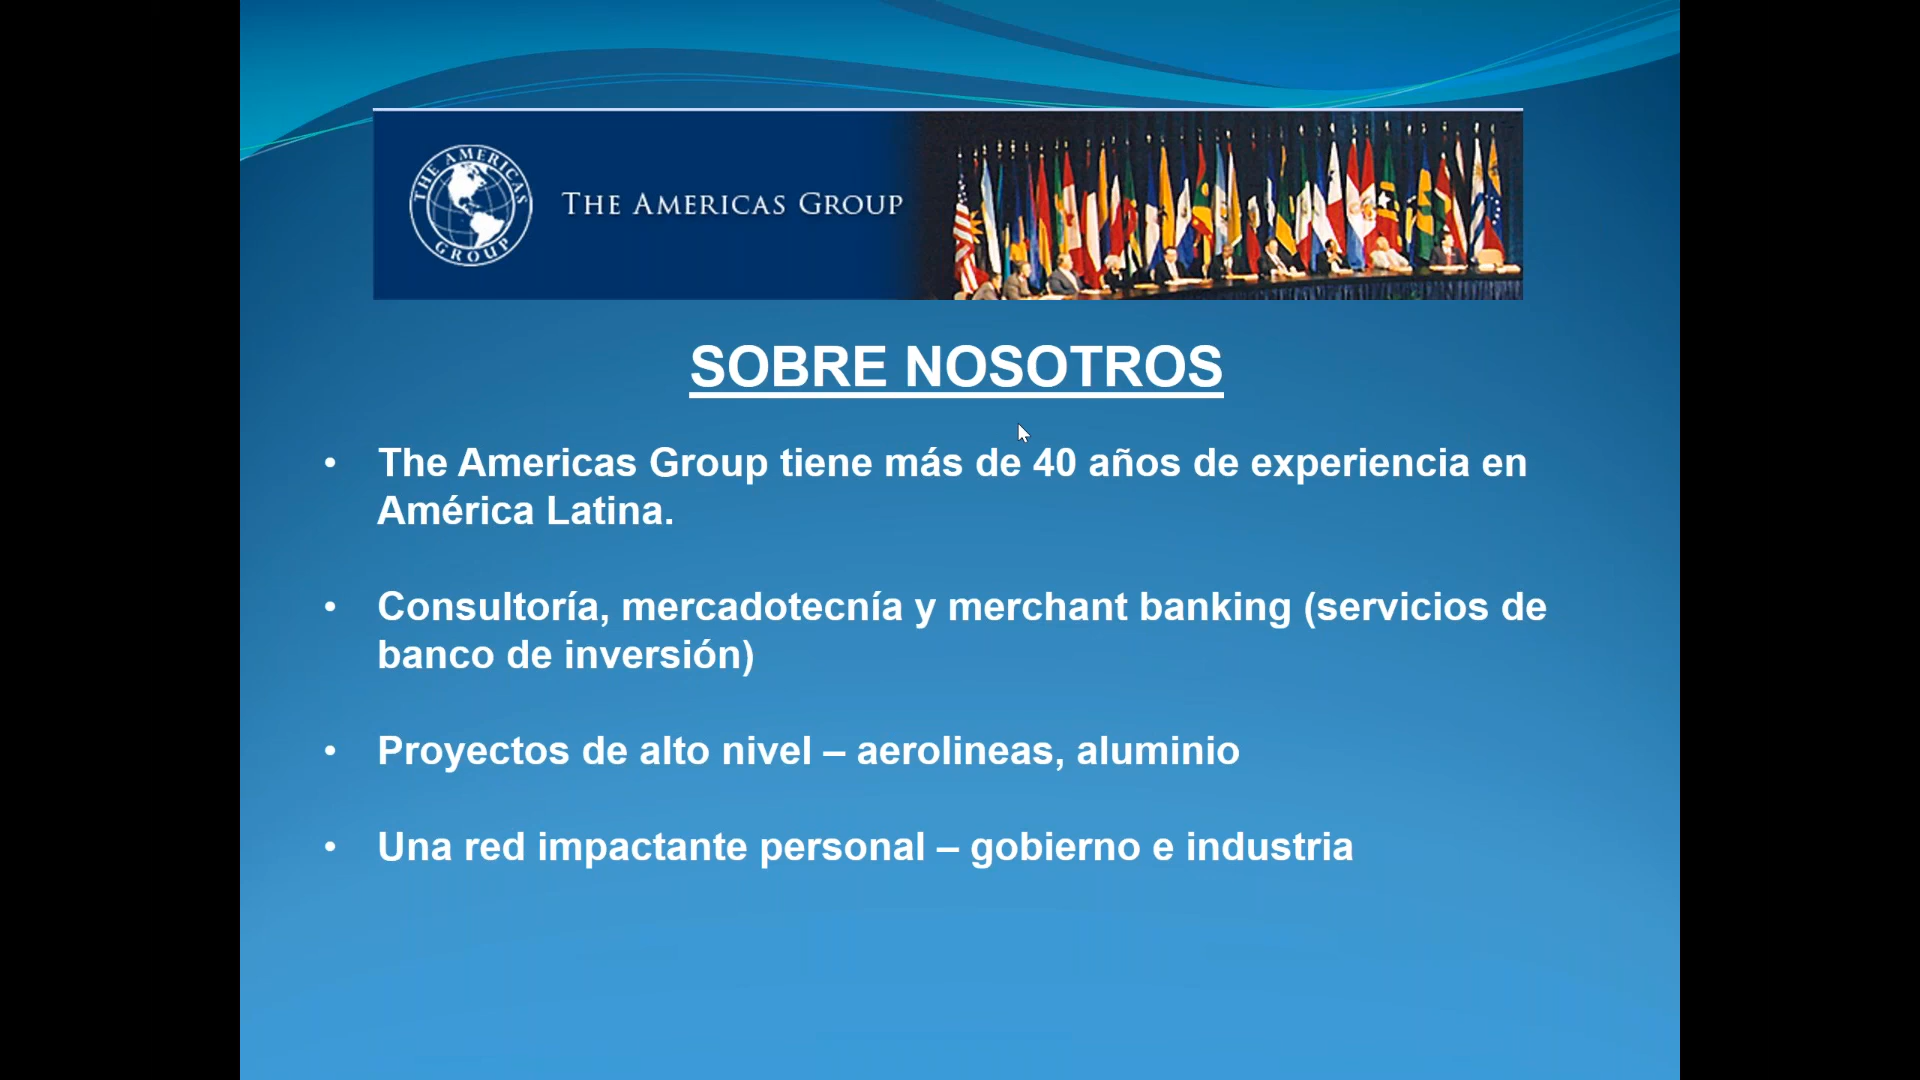 THE AMERICAS
GROUP
THE AMERICAS GROUP
SOBRE NOSOTROS
• The Americas Group tiene más de 40 años de experiencia en
América Latina.
• Consultoría, mercadotecnía y merchant banking (servicios de
banco de inversión)
• Proyectos de alto nivel – aerolineas, aluminio
• Una red impactante personal – gobierno e industria